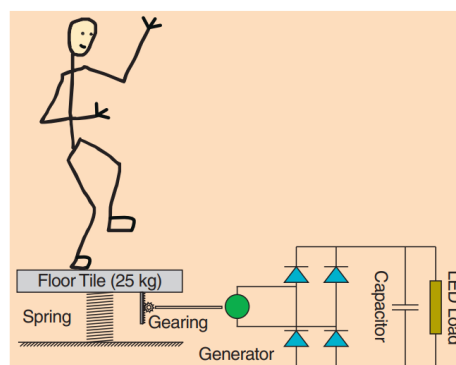 Floor Tile (25 kg)
Spring
Gearing
Generator
Capacitor
LED Load